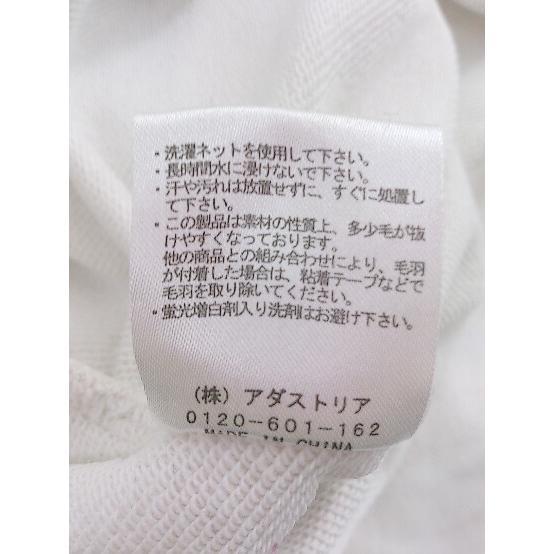 ・洗濯ネットを使用して下さい。
・長時間水に浸けないで下さい。
・汗や汚れは放置せずに、すぐに処置し
て下さい。
・この製品は素材の性質上、多少毛が抜
けやすくなっております。
他の商品との組み合わせにより、毛羽
が付着した場合は、粘着テープなどで
毛羽を取り除いてください。
・蛍光増白剤入り洗剤はお避け下さい。
（株）アダストリア
0120-601-162
MADE IN CHINA